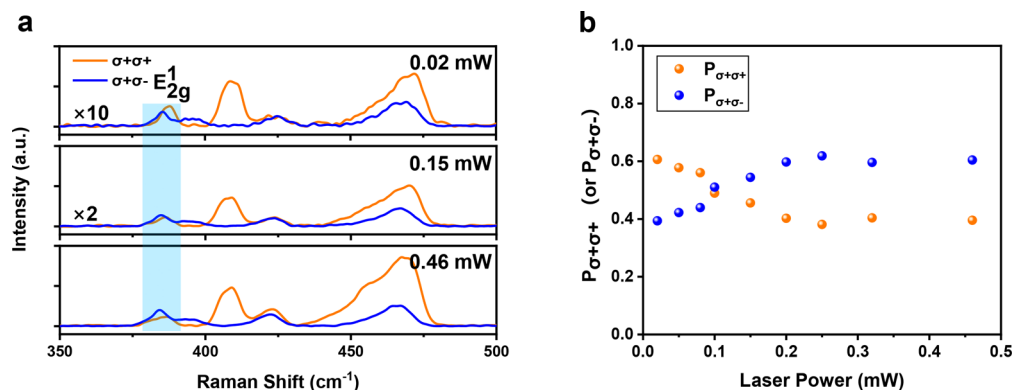 a
σ+σ+
σ+σ-
E¹2g
0.02 mW
×10
0.15 mW
×2
0.46 mW
Intensity (a.u.)
350
400
450
500
Raman Shift (cm⁻¹)
b
Pσ+σ+
Pσ+σ-
Pσ+σ+ (or Pσ+σ-)
1.0
0.8
0.6
0.4
0.2
0.0
0.0
0.1
0.2
0.3
0.4
0.5
Laser Power (mW)